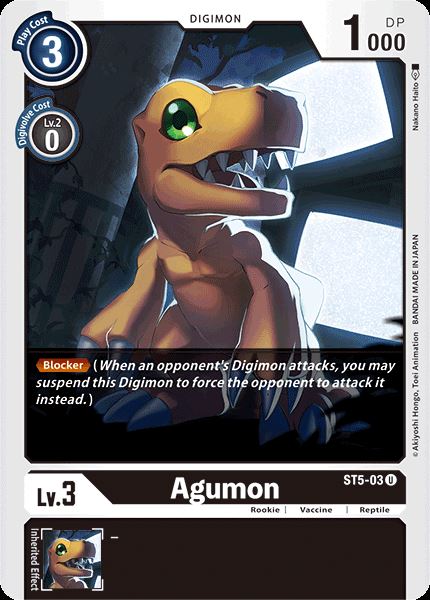 Play Cost
3
DIGIMON
DP
1000
Digivolve Cost
Lv.2
0
Nakano Haito
©Akiyoshi Hongo, Toei Animation BANDAI MADE IN JAPAN
Blocker (When an opponent's Digimon attacks, you may
suspend this Digimon to force the opponent to attack it
instead.)
Lv.3
Agumon
ST5-03 U
Rookie | Vaccine | Reptile
Inherited Effect
–